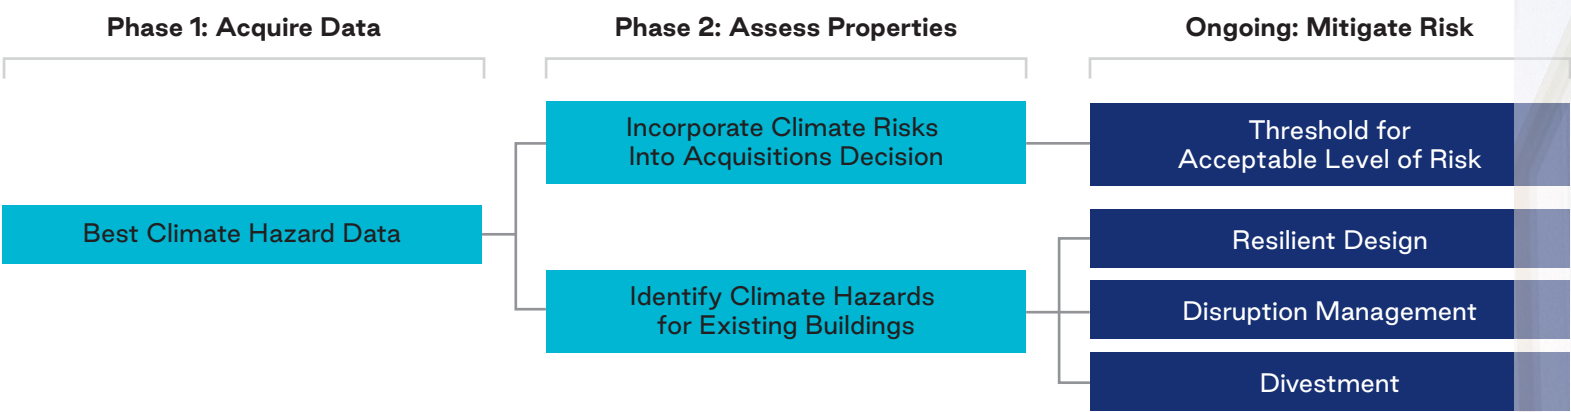 Phase 1: Acquire Data
Phase 2: Assess Properties
Ongoing: Mitigate Risk
Best Climate Hazard Data
Incorporate Climate Risks
Into Acquisitions Decision
Identify Climate Hazards
for Existing Buildings
Threshold for
Acceptable Level of Risk
Resilient Design
Disruption Management
Divestment